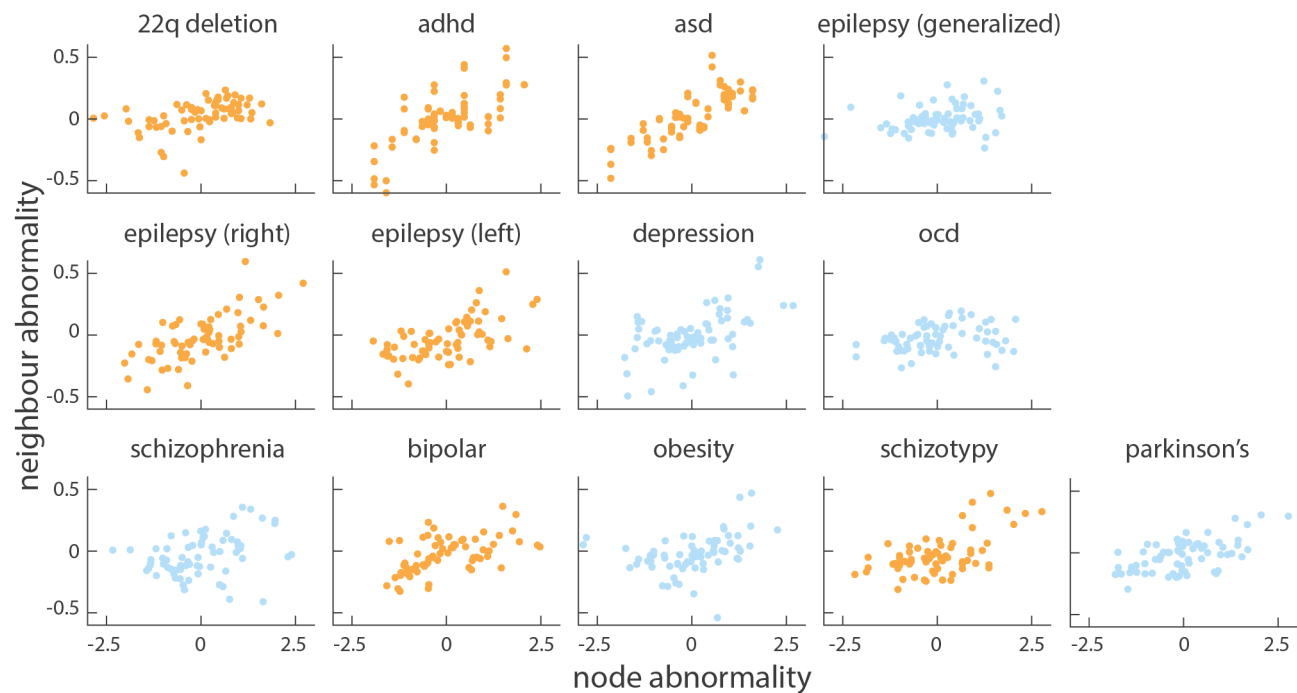 22q deletion
adhd
asd
epilepsy (generalized)
0.5
0
-0.5
epilepsy (right)
epilepsy (left)
depression
ocd
0.5
0
-0.5
neighbour abnormality
schizophrenia
bipolar
obesity
schizotypy
parkinson's
0.5
0
-0.5
-2.5 0 2.5
-2.5 0 2.5
-2.5 0 2.5
-2.5 0 2.5
-2.5 0 2.5
node abnormality